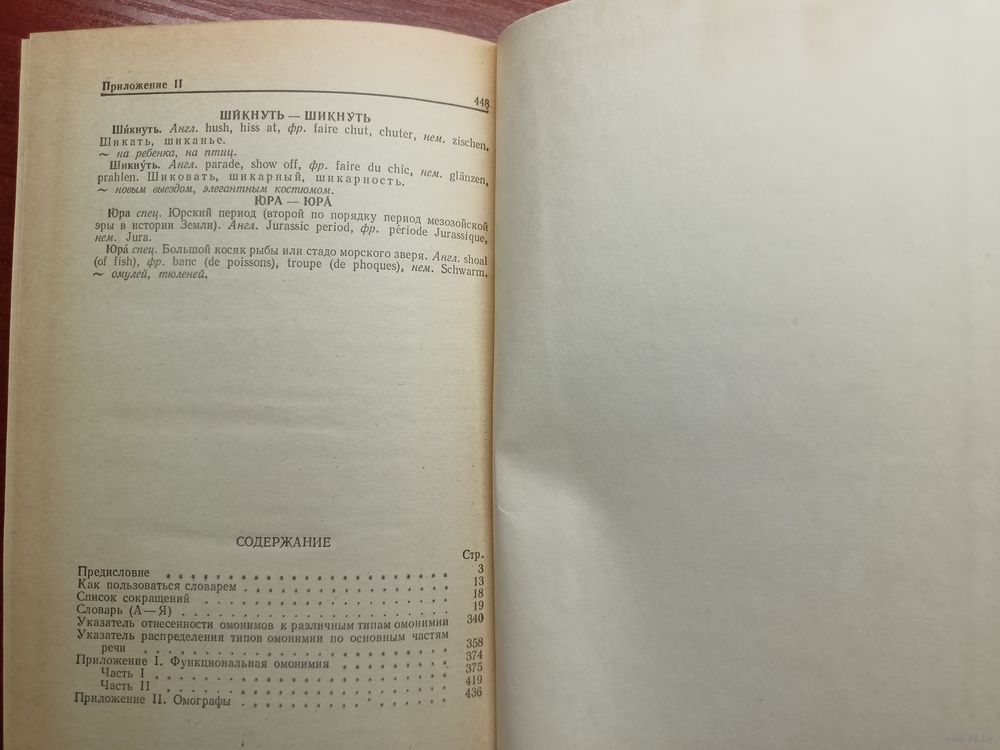 Приложение II
448
ШИ́КНУТЬ — ШИКНУ́ТЬ
Ши́кнуть. Англ. hush, hiss at, фр. faire chut, chuter, нем. zischen.
Шикать, шиканье.
~ на ребенка, на птиц.
Шикну́ть. Англ. parade, show off, фр. faire du chic, нем. glänzen,
prahlen. Шиковать, шикарный, шикарность.
~ новым выездом, элегантным костюмом.
Ю́РА — ЮРА́
Ю́ра спец. Юрский период (второй по порядку период мезозойской
эры в истории Земли). Англ. Jurassic period, фр. période Jurassique,
нем. Jura.
Юра́ спец. Большой косяк рыбы или стадо морского зверя. Англ. shoal
(of fish), фр. banc (de poissons), troupe (de phoques), нем. Schwarm.
~ омулей, тюленей.
СОДЕРЖАНИЕ
Стр.
Предисловие 3
Как пользоваться словарем 13
Список сокращений 18
Словарь (А—Я) 19
Указатель отнесенности омонимов к различным типам омонимии 340
Указатель распределения типов омонимии по основным частям
речи 358
Приложение I. Функциональная омонимия 374
Часть I 375
Часть II 419
Приложение II. Омографы 436
www.ay.by